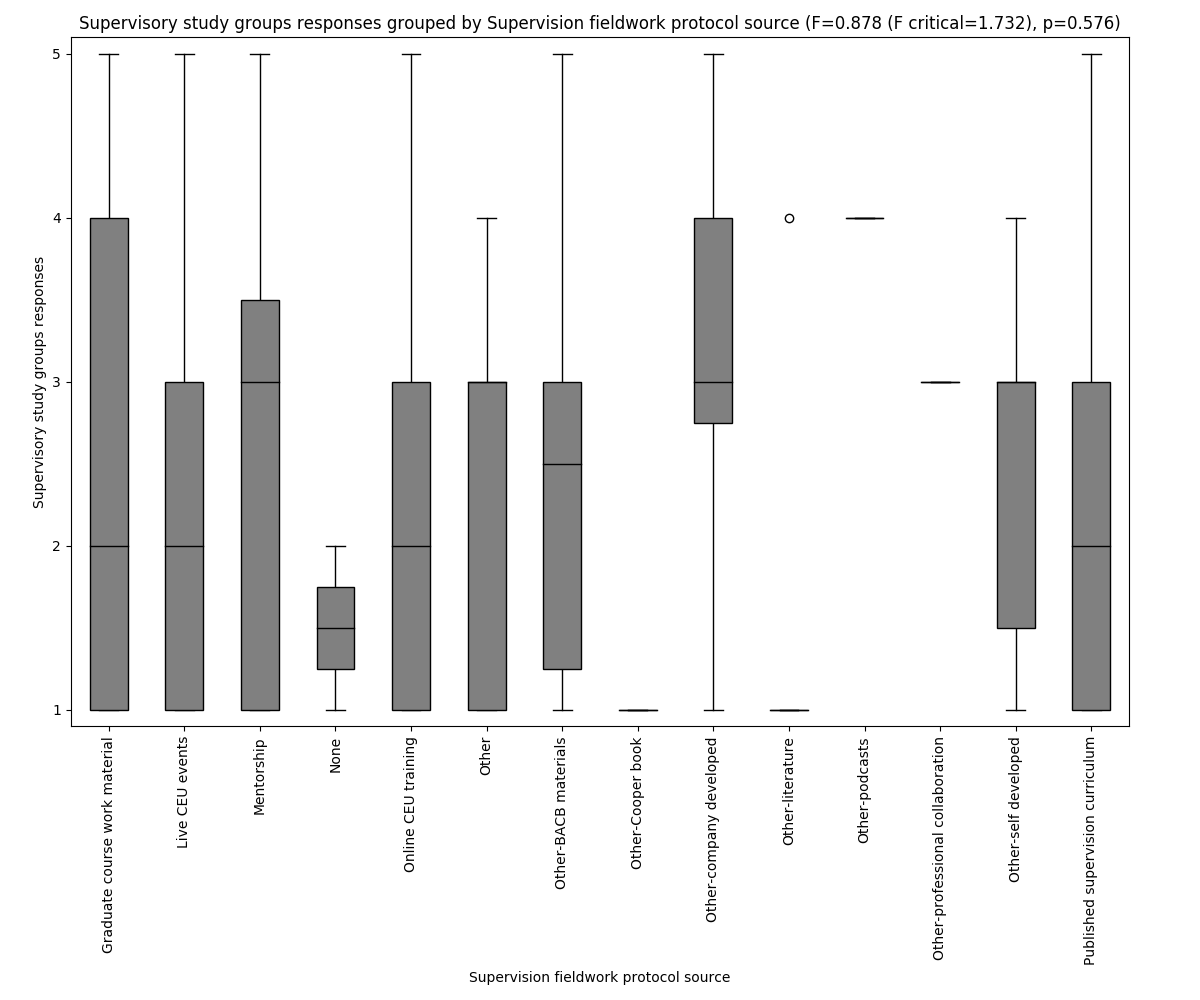 Supervisory study groups responses grouped by Supervision fieldwork protocol source (F=0.878 (F critical=1.732), p=0.576)
Supervisory study groups responses
5
4
3
2
1
Graduate course work material
Live CEU events
Mentorship
None
Online CEU training
Other
Other-BACB materials
Other-Cooper book
Other-company developed
Other-literature
Other-podcasts
Other-professional collaboration
Other-self developed
Published supervision curriculum
Supervision fieldwork protocol source